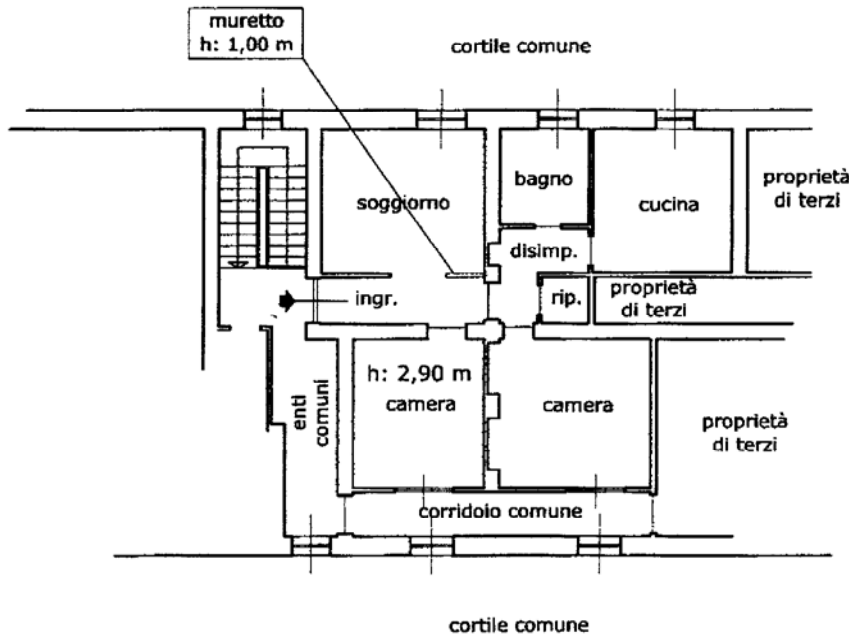 muretto
h: 1,00 m
cortile comune
soggiorno
bagno
cucina
proprietà
di terzi
disimp.
ingr.
rip.
proprietà
di terzi
h: 2,90 m
camera
camera
enti
comuni
proprietà
di terzi
corridoio comune
cortile comune